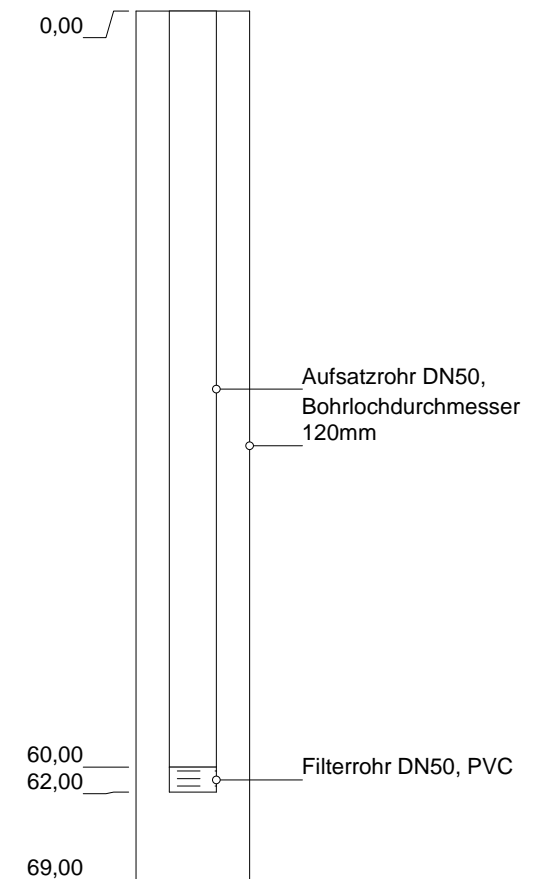 0,00
Aufsatzrohr DN50,
Bohrlochdurchmesser
120mm
60,00
62,00
Filterrohr DN50, PVC
69,00